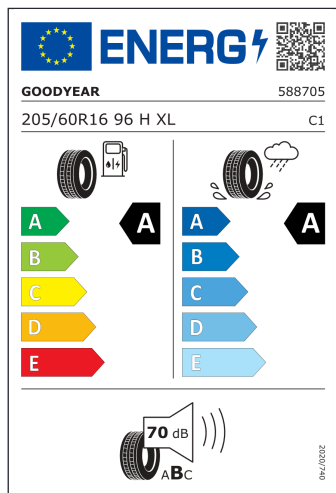 ENERG
GOODYEAR 588705
205/60R16 96 H XL C1
A A A A
B B
C C
D D
E E
70 dB
ABC
2020/740